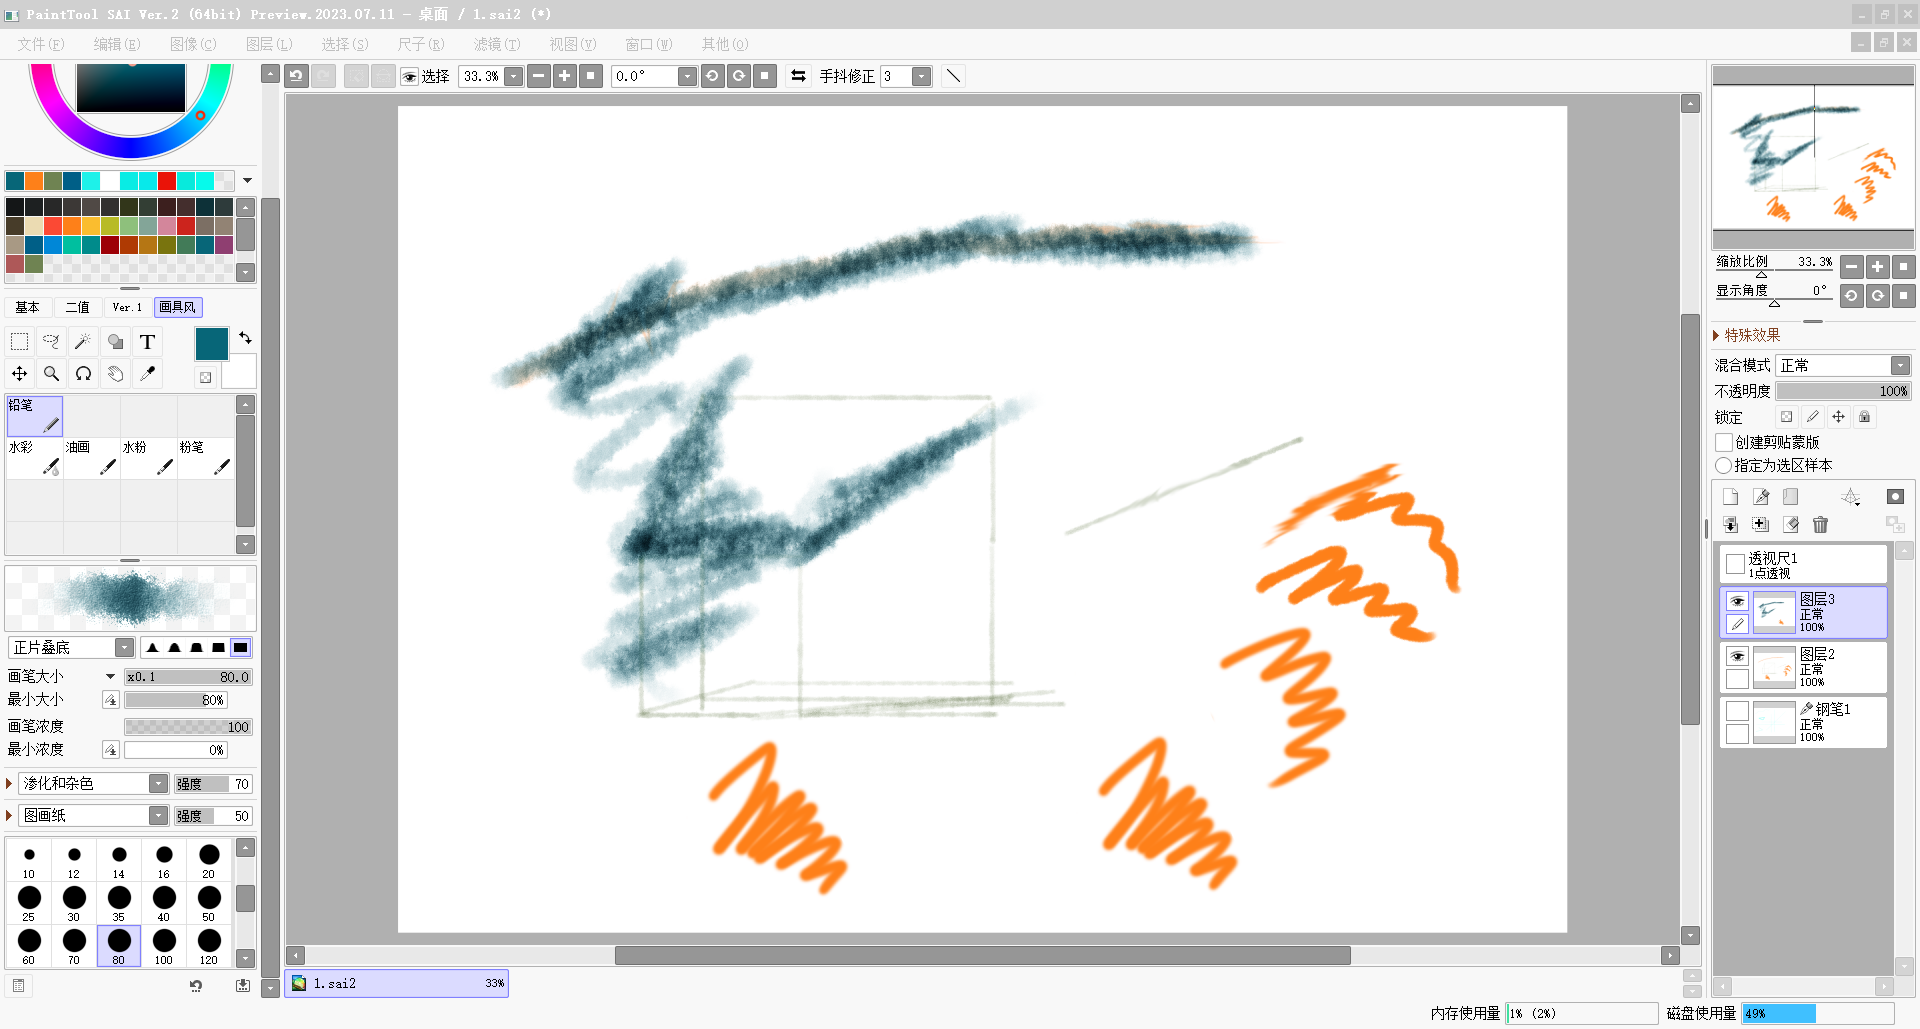 PaintTool SAI Ver.2 (64bit) Preview.2023.07.11 - 桌面 / 1.sai2 (*)
文件(F) 编辑(E) 图像(C) 图层(L) 选择(S) 尺子(R) 滤镜(T) 视图(V) 窗口(W) 其他(O)
选择 33.3% 0.0° 手抖修正 3
基本 二值 Ver.1 画具风
T
铅笔
水彩 油画 水粉 粉笔
正片叠底
画笔大小 x0.1 80.0
最小大小 80%
画笔浓度 100
最小浓度 0%
渗化和杂色 强度 70
图画纸 强度 50
10 12 14 16 20
25 30 35 40 50
60 70 80 100 120
1.sai2 33%
缩放比例 33.3%
显示角度 0°
特殊效果
混合模式 正常
不透明度 100%
锁定
创建剪贴蒙版
指定为选区样本
透视尺1
1点透视
图层3
正常
100%
图层2
正常
100%
钢笔1
正常
100%
内存使用量 1% (2%) 磁盘使用量 49%